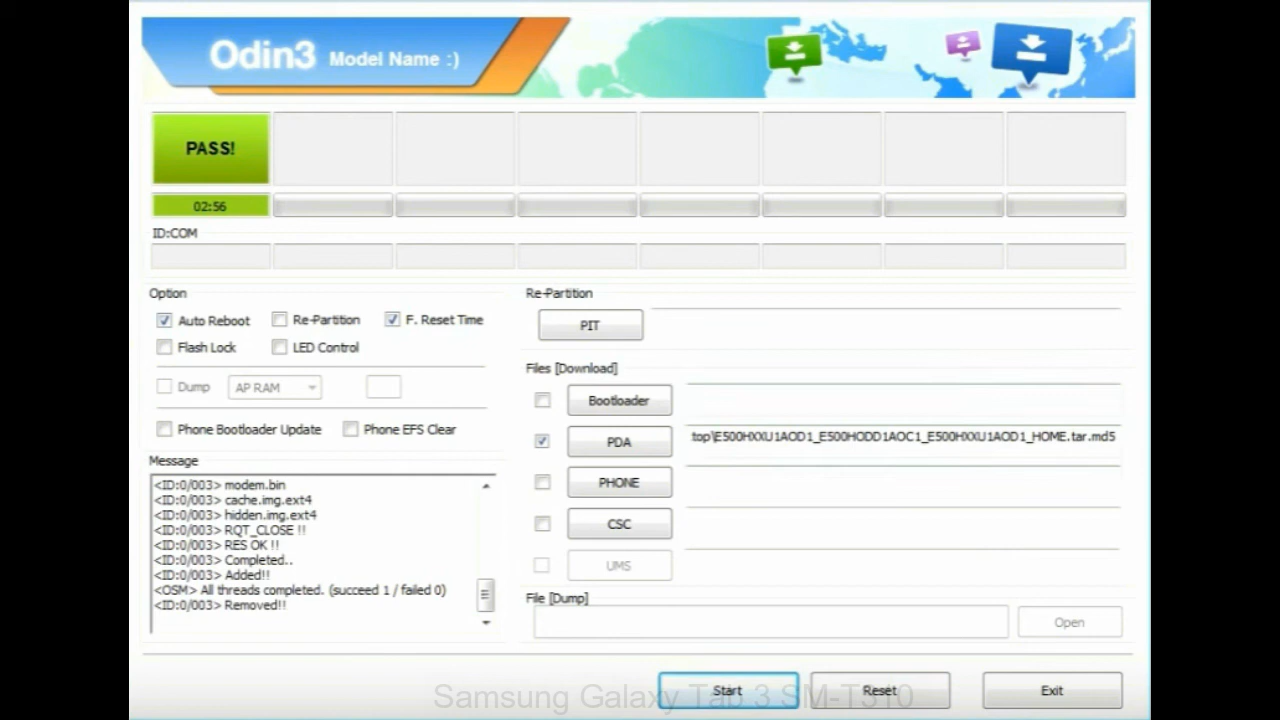 Odin3 Model Name :)
PASS!
02:56
ID:COM
Option
Auto Reboot Re-Partition F. Reset Time
Flash Lock LED Control
Dump AP RAM
Phone Bootloader Update Phone EFS Clear
Message
<ID:0/003> modem.bin
<ID:0/003> cache.img.ext4
<ID:0/003> hidden.img.ext4
<ID:0/003> RQT_CLOSE !!
<ID:0/003> RES OK !!
<ID:0/003> Completed..
<ID:0/003> Added!!
<OSM> All threads completed. (succeed 1 / failed 0)
<ID:0/003> Removed!!
Re-Partition
PIT
Files [Download]
Bootloader
PDA top\E500HXXU1AOD1_E500HODD1AOC1_E500HXXU1AOD1_HOME.tar.md5
PHONE
CSC
UMS
File [Dump]
Open
Start Reset Exit
Samsung Galaxy Tab 3 SM-T310